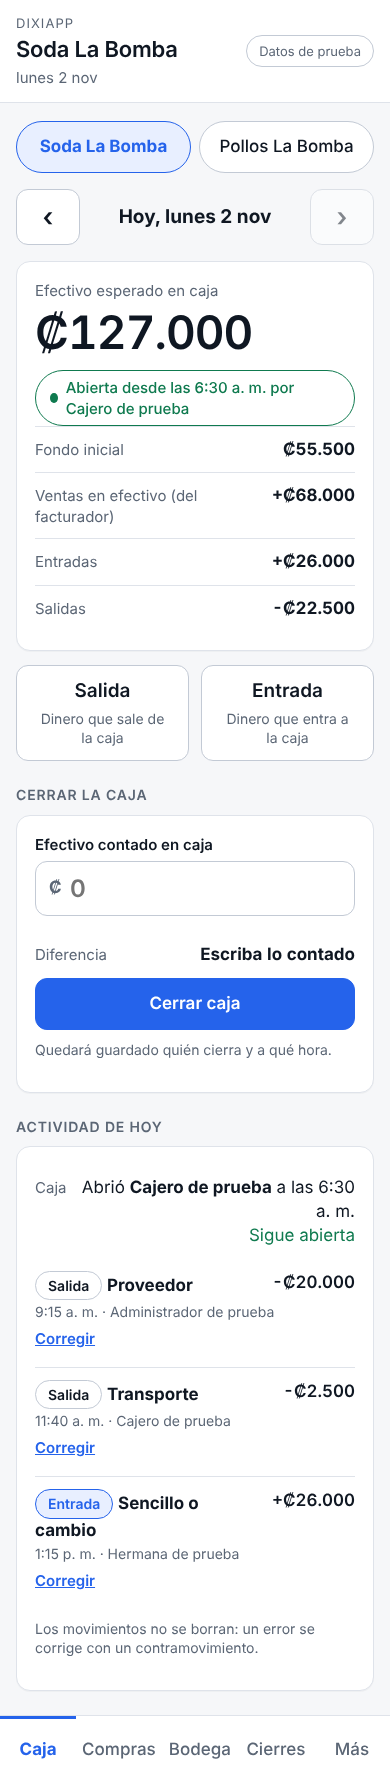 DIXIAPP
Soda La Bomba
lunes 2 nov
Datos de prueba
Soda La Bomba
Pollos La Bomba
‹
Hoy, lunes 2 nov
›
Efectivo esperado en caja
₡127.000
Abierta desde las 6:30 a. m. por
Cajero de prueba
Fondo inicial ₡55.500
Ventas en efectivo (del +₡68.000
facturador)
Entradas +₡26.000
Salidas -₡22.500
Salida
Dinero que sale de
la caja
Entrada
Dinero que entra a
la caja
CERRAR LA CAJA
Efectivo contado en caja
₡ 0
Diferencia Escriba lo contado
Cerrar caja
Quedará guardado quién cierra y a qué hora.
ACTIVIDAD DE HOY
Caja Abrió Cajero de prueba a las 6:30
a. m.
Sigue abierta
Salida Proveedor -₡20.000
9:15 a. m. · Administrador de prueba
Corregir
Salida Transporte -₡2.500
11:40 a. m. · Cajero de prueba
Corregir
Entrada Sencillo o +₡26.000
cambio
1:15 p. m. · Hermana de prueba
Corregir
Los movimientos no se borran: un error se
corrige con un contramovimiento.
Caja Compras Bodega Cierres Más